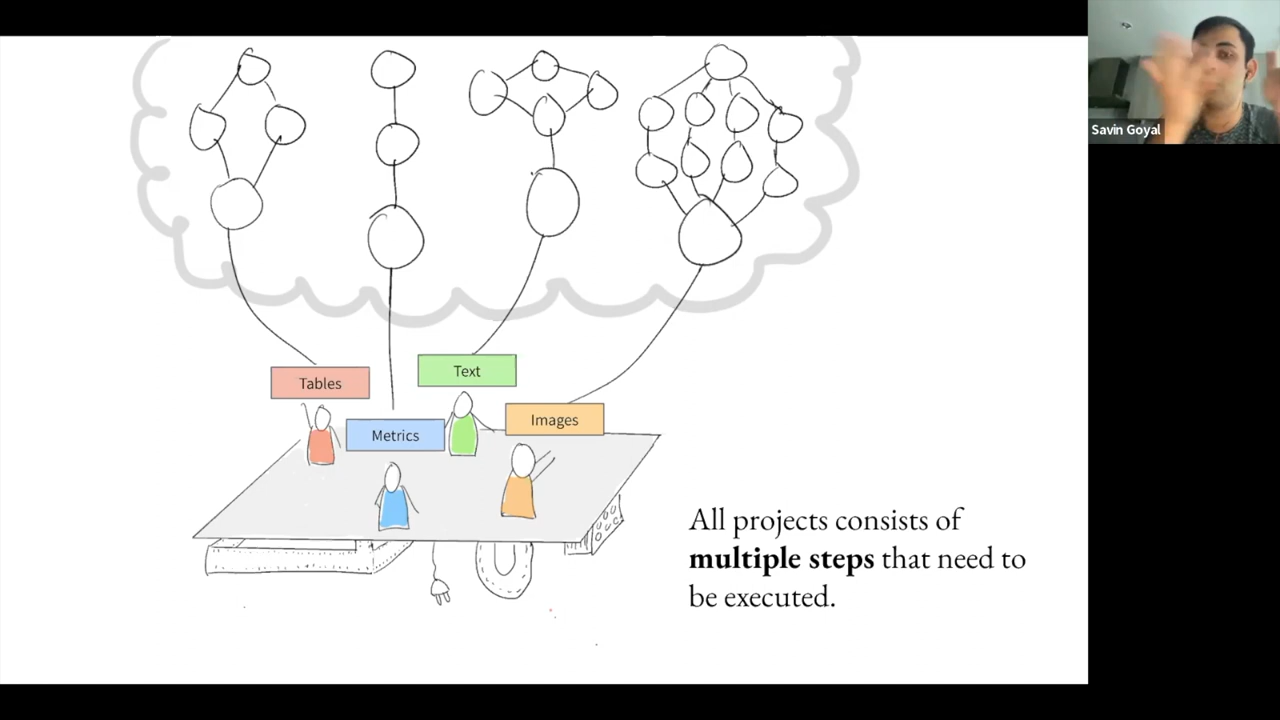 Savin Goyal
Text
Tables
Images
Metrics
All projects consists of
multiple steps that need to
be executed.